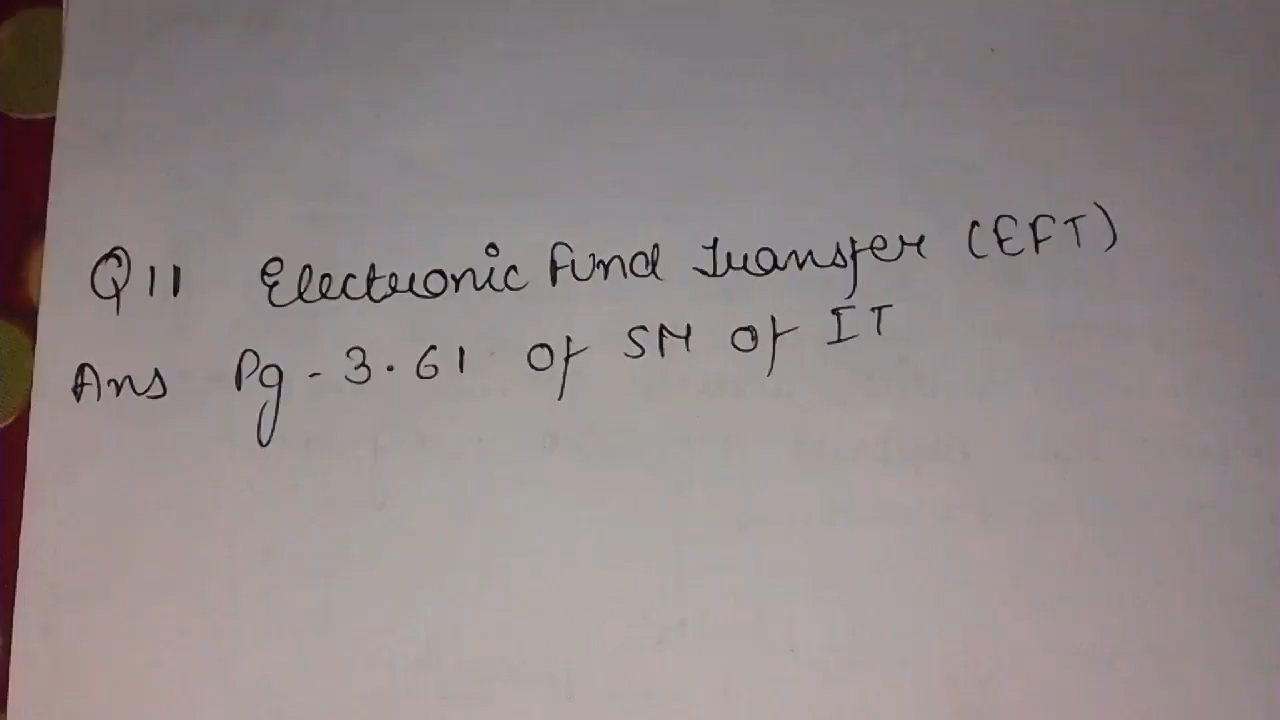 Q11 Electronic Fund Transfer (EFT)
Ans Pg-3.61 of SM of IT